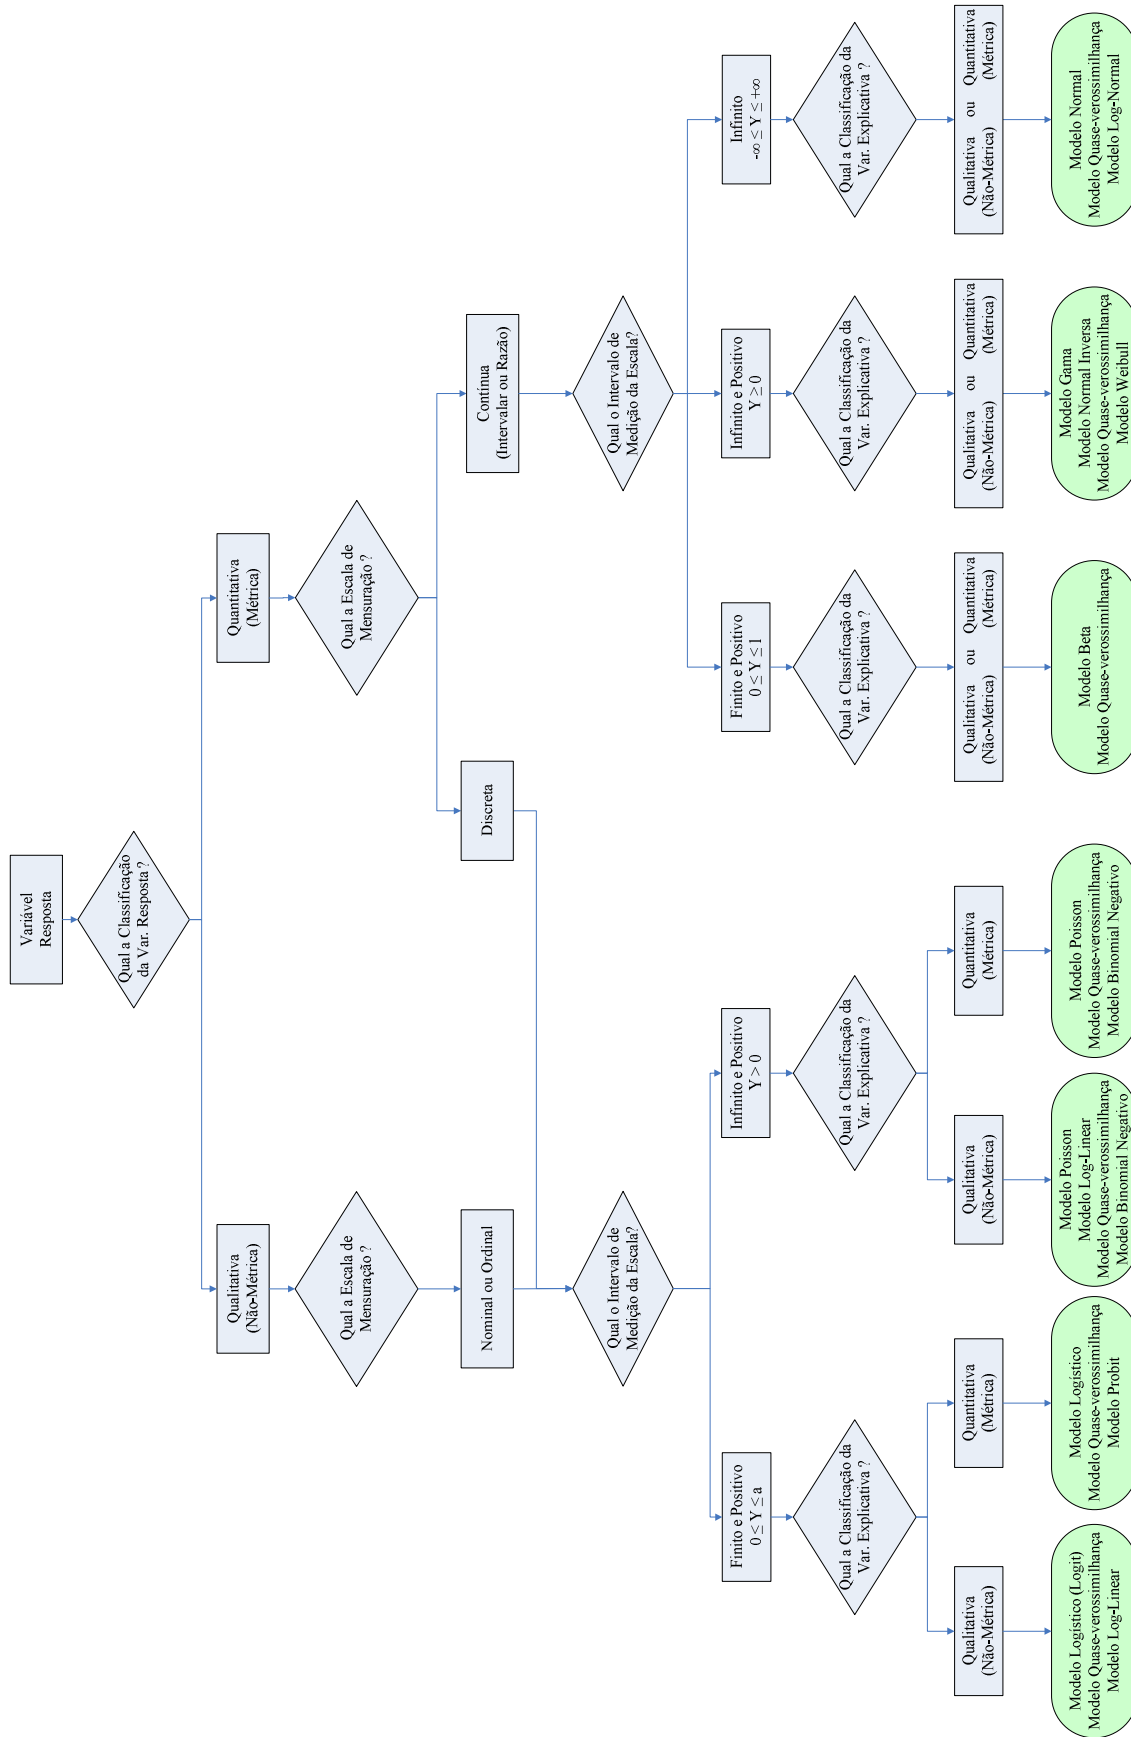 Variável
Resposta
Qual a Classificação
da Var. Resposta ?
Qualitativa
(Não-Métrica)
Quantitativa
(Métrica)
Qual a Escala de
Mensuração ?
Qual a Escala de
Mensuração ?
Nominal ou Ordinal
Discreta
Contínua
(Intervalar ou Razão)
Qual o Intervalo de
Medição da Escala?
Qual o Intervalo de
Medição da Escala?
Finito e Positivo
0 ≤ Y ≤ a
Infinito e Positivo
Y > 0
Finito e Positivo
0 ≤ Y ≤ 1
Infinito e Positivo
Y ≥ 0
Infinito
-∞ ≤ Y ≤ +∞
Qual a Classificação da
Var. Explicativa ?
Qual a Classificação da
Var. Explicativa ?
Qual a Classificação da
Var. Explicativa ?
Qual a Classificação da
Var. Explicativa ?
Qual a Classificação da
Var. Explicativa ?
Qualitativa
(Não-Métrica)
Quantitativa
(Métrica)
Qualitativa
(Não-Métrica)
Quantitativa
(Métrica)
Qualitativa ou Quantitativa
(Não-Métrica) (Métrica)
Qualitativa ou Quantitativa
(Não-Métrica) (Métrica)
Qualitativa ou Quantitativa
(Não-Métrica) (Métrica)
Modelo Logístico (Logit)
Modelo Quase-verossimilhança
Modelo Log-Linear
Modelo Logístico
Modelo Quase-verossimilhança
Modelo Probit
Modelo Poisson
Modelo Log-Linear
Modelo Quase-verossimilhança
Modelo Binomial Negativo
Modelo Poisson
Modelo Quase-verossimilhança
Modelo Binomial Negativo
Modelo Beta
Modelo Quase-verossimilhança
Modelo Gama
Modelo Normal Inversa
Modelo Quase-verossimilhança
Modelo Weibull
Modelo Normal
Modelo Quase-verossimilhança
Modelo Log-Normal